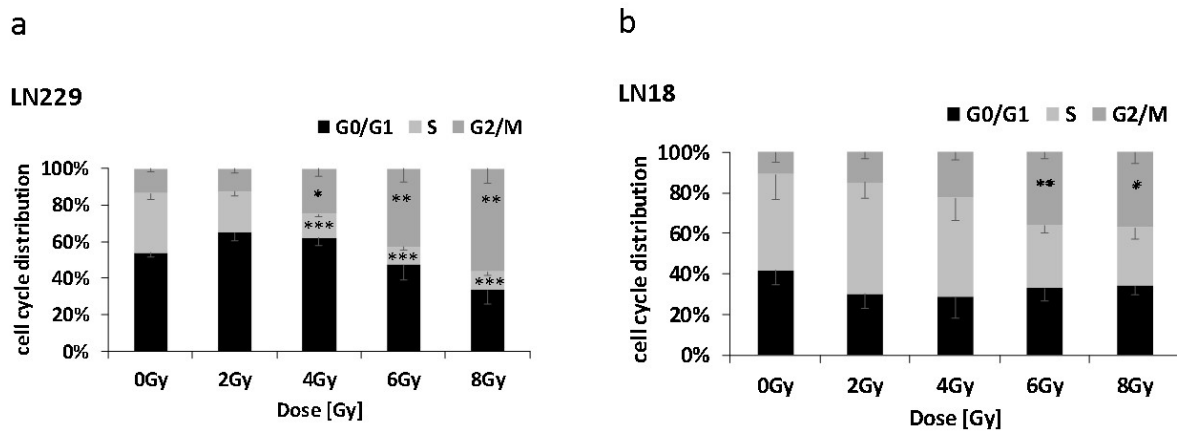 a
LN229
G0/G1 S G2/M
cell cycle distribution
100%
80%
60%
40%
20%
0%
*
**
**
***
***
***
0Gy 2Gy 4Gy 6Gy 8Gy
Dose [Gy]
b
LN18
G0/G1 S G2/M
cell cycle distribution
100%
80%
60%
40%
20%
0%
**
*
0Gy 2Gy 4Gy 6Gy 8Gy
Dose [Gy]